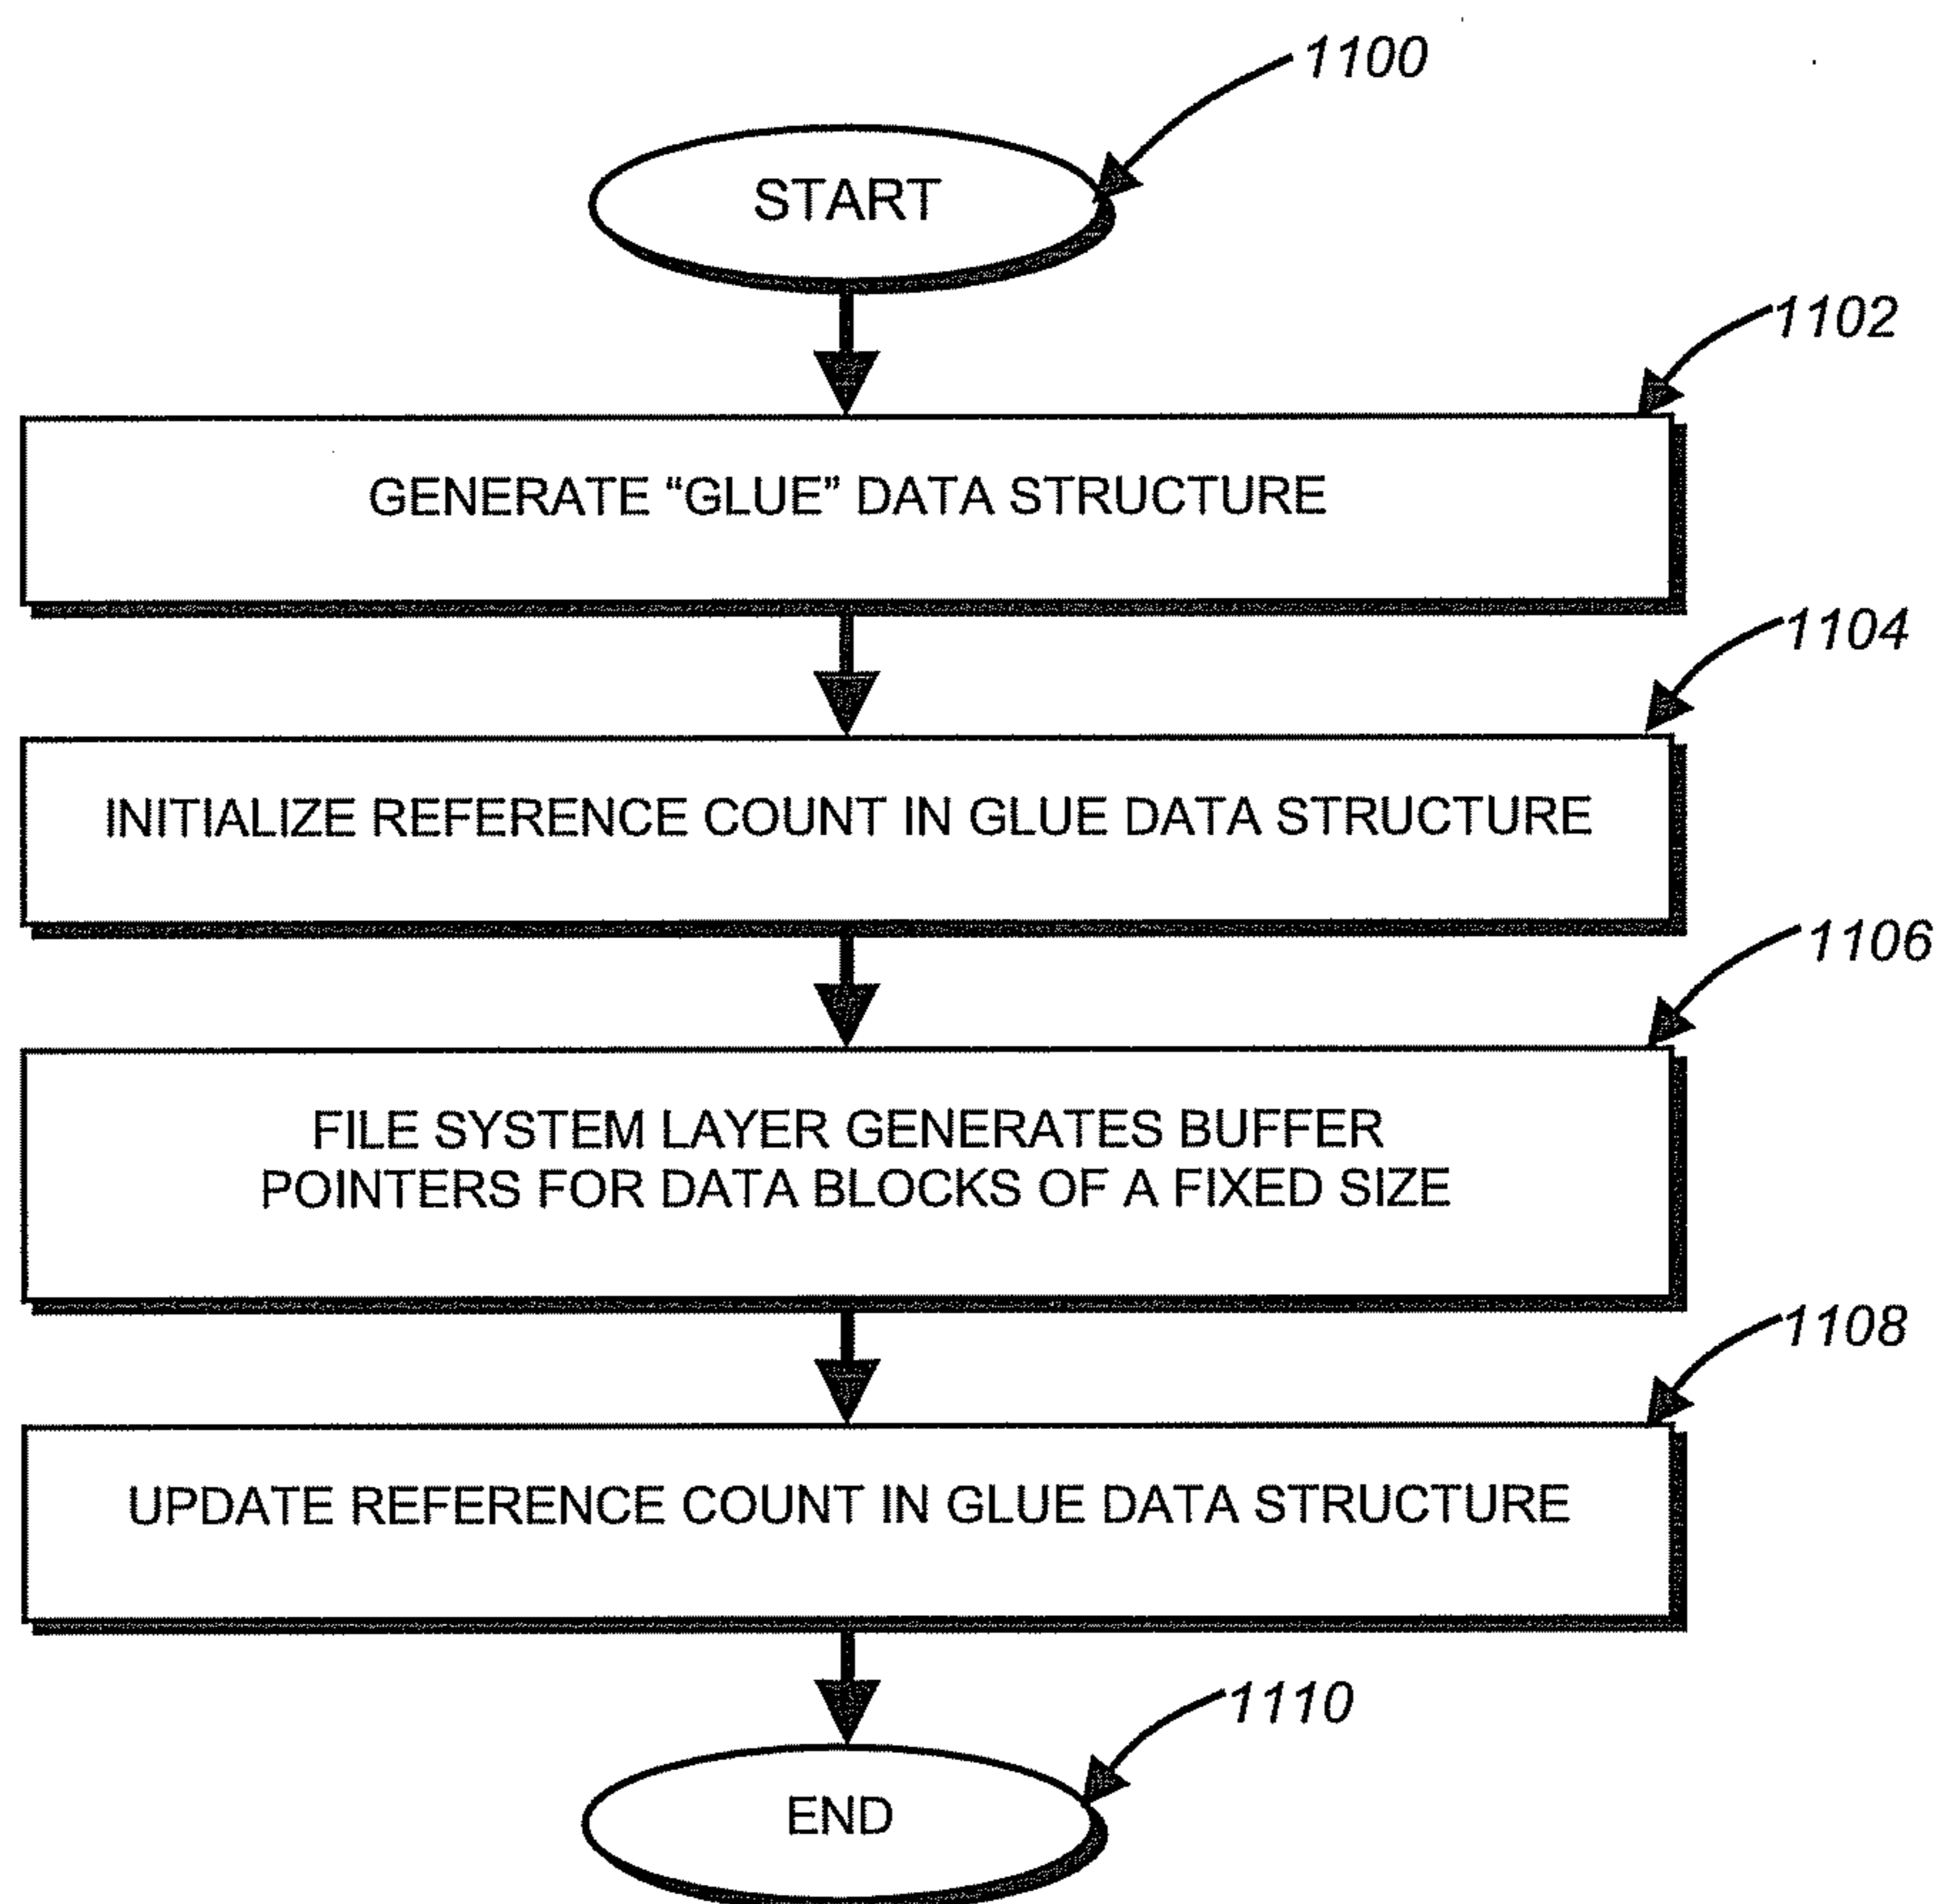 1100
START
1102
GENERATE “GLUE” DATA STRUCTURE
1104
INITIALIZE REFERENCE COUNT IN GLUE DATA STRUCTURE
1106
FILE SYSTEM LAYER GENERATES BUFFER
POINTERS FOR DATA BLOCKS OF A FIXED SIZE
1108
UPDATE REFERENCE COUNT IN GLUE DATA STRUCTURE
1110
END